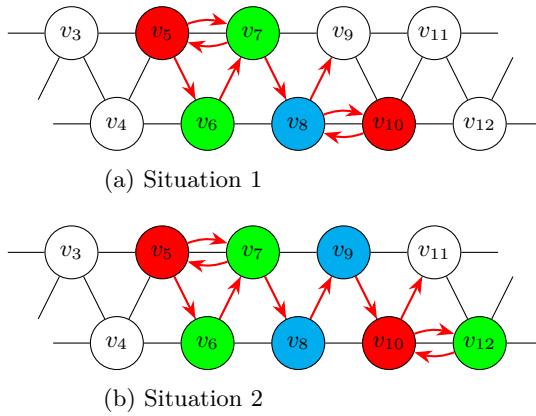 v₃ v₅ v₇ v₉ v₁₁
v₄ v₆ v₈ v₁₀ v₁₂
(a) Situation 1
v₃ v₅ v₇ v₉ v₁₁
v₄ v₆ v₈ v₁₀ v₁₂
(b) Situation 2